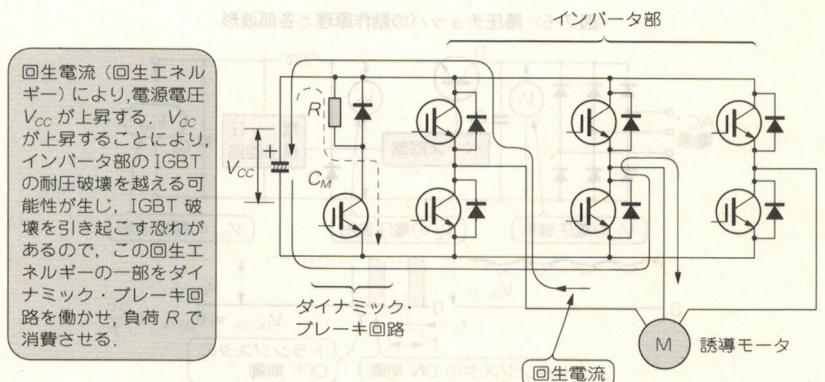 インバータ部
回生電流（回生エネル
ギー）により，電源電圧
VCC が上昇する．VCC
が上昇することにより，
インバータ部の IGBT
の耐圧破壊を越える可
能性が生じ，IGBT 破
壊を引き起こす恐れが
あるので，この回生エ
ネルギーの一部をダイ
ナミック・ブレーキ回
路を働かせ，負荷 R で
消費させる．
R
+
VCC
CM
ダイナミック・
ブレーキ回路
回生電流
M
誘導モータ